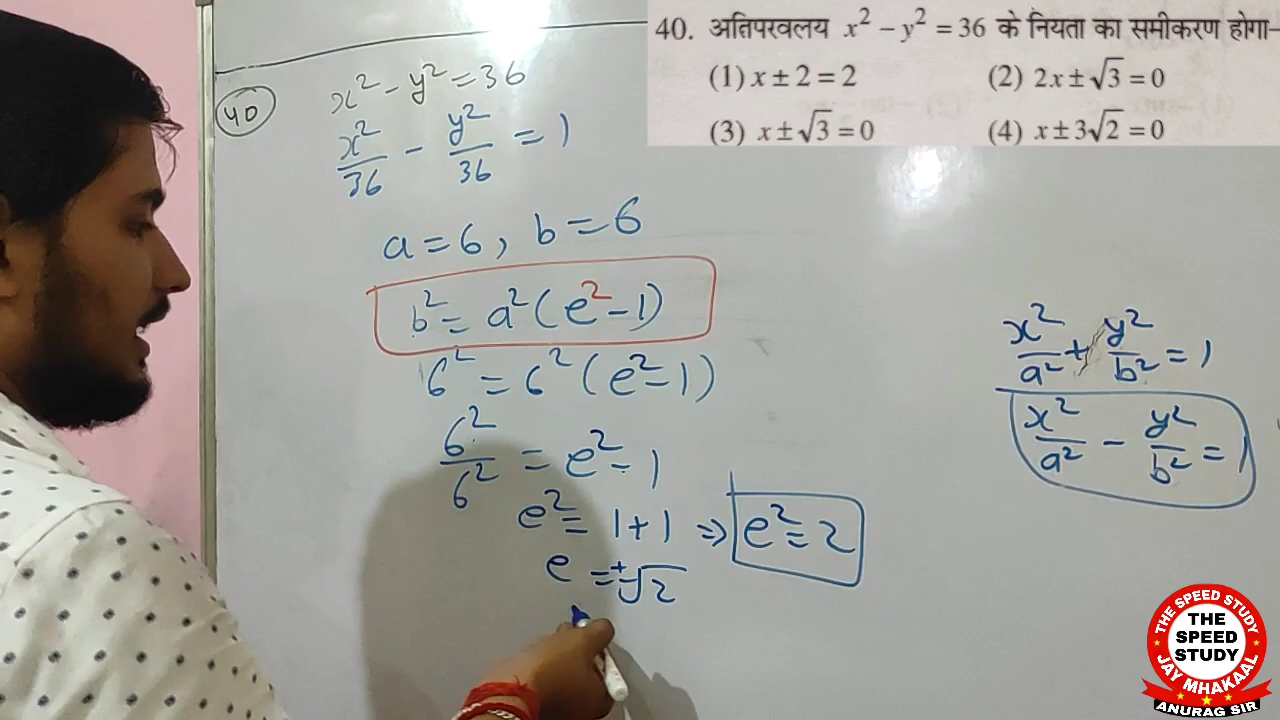 40. अतिपरवलय x² – y² = 36 के नियता का समीकरण होगा–
(1) x ± 2 = 2
(2) 2x ± √3 = 0
(3) x ± √3 = 0
(4) x ± 3√2 = 0
40
x² - y² = 36
x²/36 - y²/36 = 1
a = 6, b = 6
b² = a² (e² - 1)
6² = 6² (e² - 1)
6²/6² = e² - 1
e² = 1 + 1 ⇒ e² = 2
e = ±√2
x²/a² + y²/b² = 1
x²/a² - y²/b² = 1
THE SPEED STUDY
THE
SPEED
STUDY
JAY MHAKAAL
ANURAG SIR